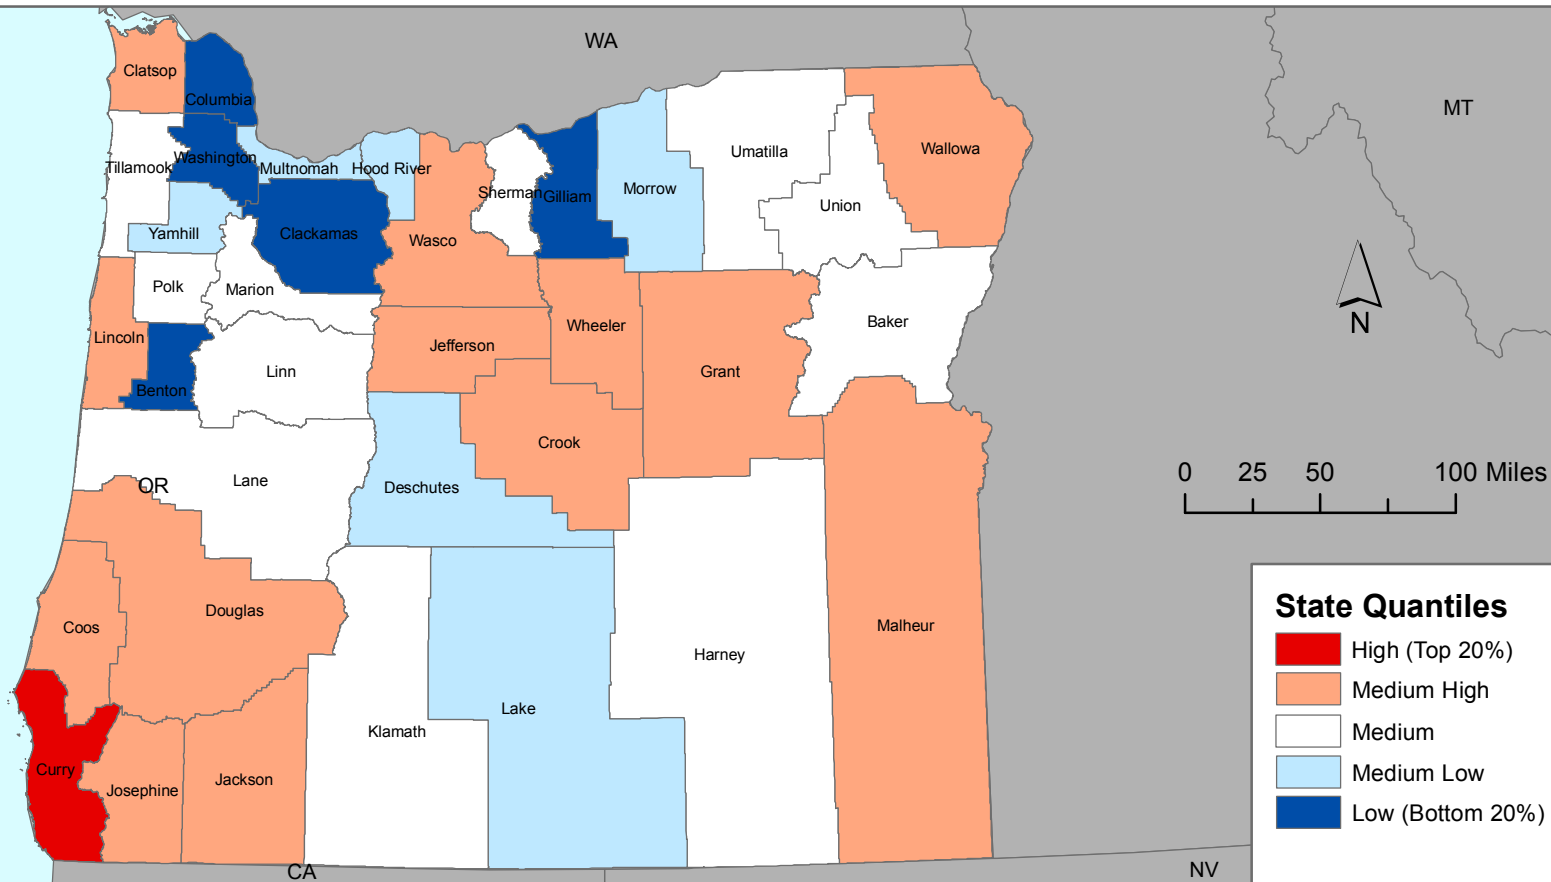 WA
Clatsop
Columbia
MT
Tillamook
Washington
Multnomah
Hood River
Umatilla
Wallowa
Sherman
Gilliam
Morrow
Union
Yamhill
Clackamas
Wasco
Polk
Marion
Lincoln
Wheeler
Baker
N
Jefferson
Linn
Grant
Benton
Crook
OR
Lane
Deschutes
0 25 50 100 Miles
Douglas
Coos
Malheur
Harney
Lake
Klamath
Curry
Josephine
Jackson
State Quantiles
High (Top 20%)
Medium High
Medium
Medium Low
Low (Bottom 20%)
CA
NV